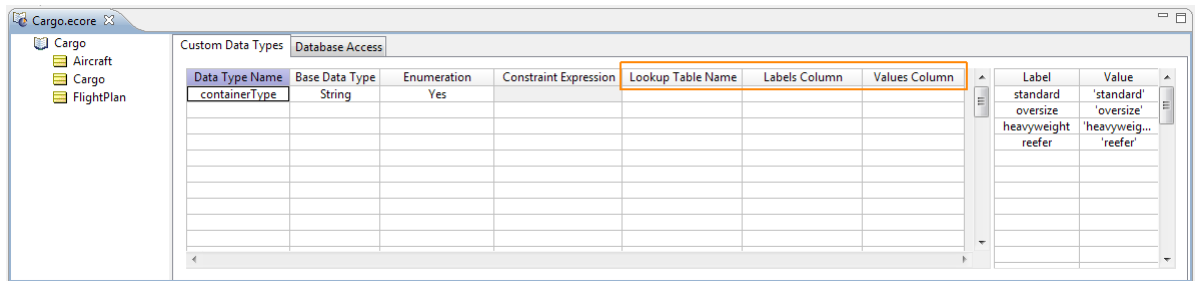 Cargo.ecore
Cargo
Aircraft
Cargo
FlightPlan
Custom Data Types Database Access
Data Type Name Base Data Type Enumeration Constraint Expression Lookup Table Name Labels Column Values Column
containerType String Yes
Label Value
standard 'standard'
oversize 'oversize'
heavyweight 'heavyweig...
reefer 'reefer'